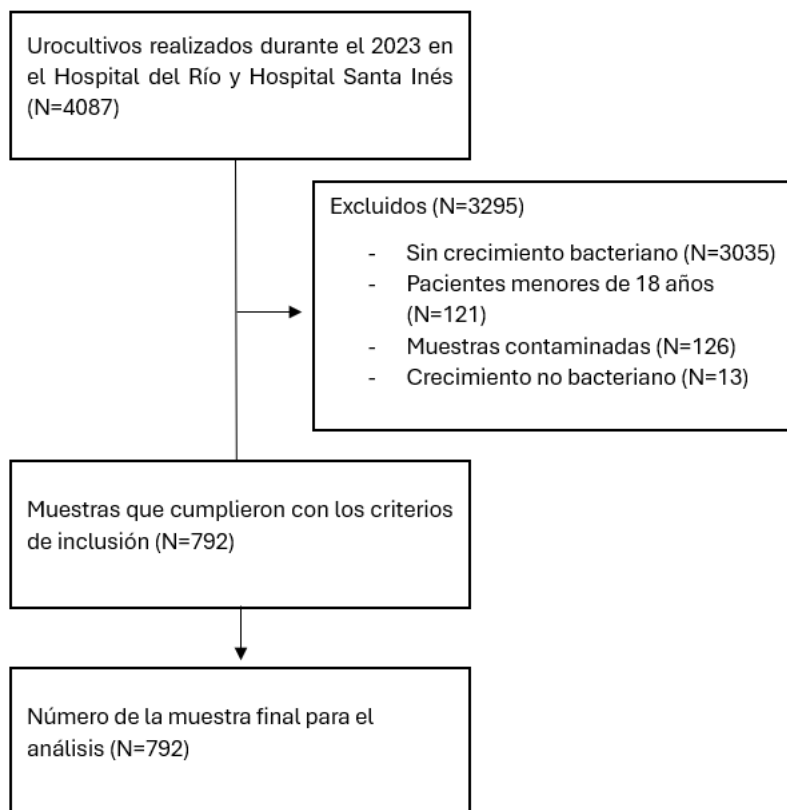 Urocultivos realizados durante el 2023 en
el Hospital del Río y Hospital Santa Inés
(N=4087)
Excluidos (N=3295)
- Sin crecimiento bacteriano (N=3035)
- Pacientes menores de 18 años
(N=121)
- Muestras contaminadas (N=126)
- Crecimiento no bacteriano (N=13)
Muestras que cumplieron con los criterios
de inclusión (N=792)
Número de la muestra final para el
análisis (N=792)